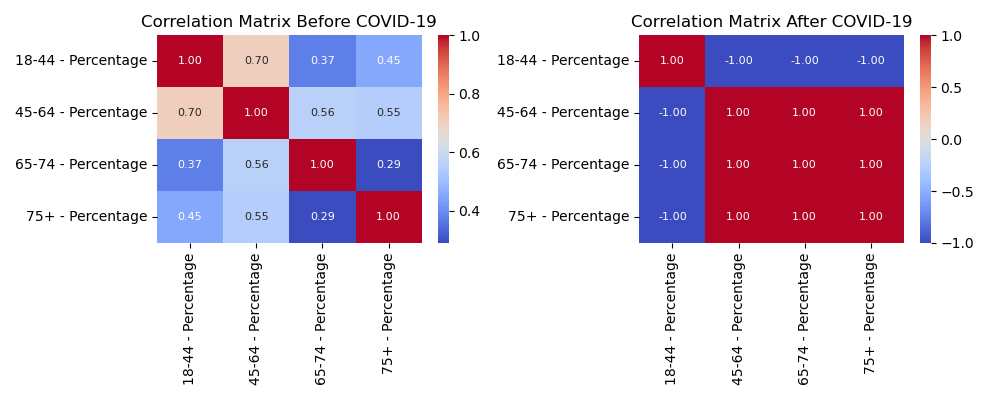 Correlation Matrix Before COVID-19
18-44 - Percentage 1.00 0.70 0.37 0.45
45-64 - Percentage 0.70 1.00 0.56 0.55
65-74 - Percentage 0.37 0.56 1.00 0.29
75+ - Percentage 0.45 0.55 0.29 1.00
18-44 - Percentage
45-64 - Percentage
65-74 - Percentage
75+ - Percentage
1.0
0.8
0.6
0.4
Correlation Matrix After COVID-19
18-44 - Percentage 1.00 -1.00 -1.00 -1.00
45-64 - Percentage -1.00 1.00 1.00 1.00
65-74 - Percentage -1.00 1.00 1.00 1.00
75+ - Percentage -1.00 1.00 1.00 1.00
18-44 - Percentage
45-64 - Percentage
65-74 - Percentage
75+ - Percentage
1.0
0.5
0.0
−0.5
−1.0